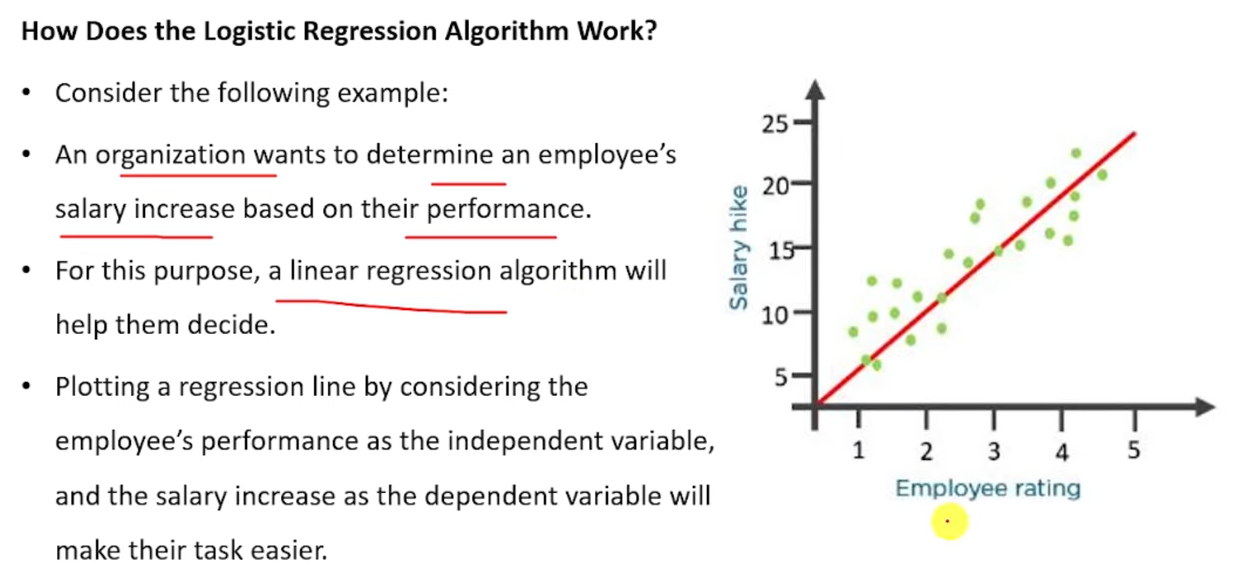 How Does the Logistic Regression Algorithm Work?
• Consider the following example:
• An organization wants to determine an employee’s
salary increase based on their performance.
• For this purpose, a linear regression algorithm will
help them decide.
• Plotting a regression line by considering the
employee’s performance as the independent variable,
and the salary increase as the dependent variable will
make their task easier.
Salary hike
25
20
15
10
5
1 2 3 4 5
Employee rating